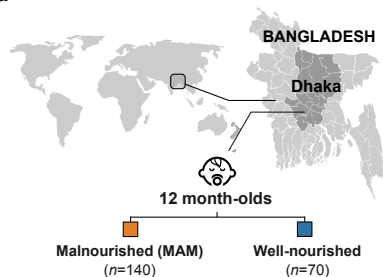 BANGLADESH
Dhaka
12 month-olds
Malnourished (MAM)
(n=140)
Well-nourished
(n=70)